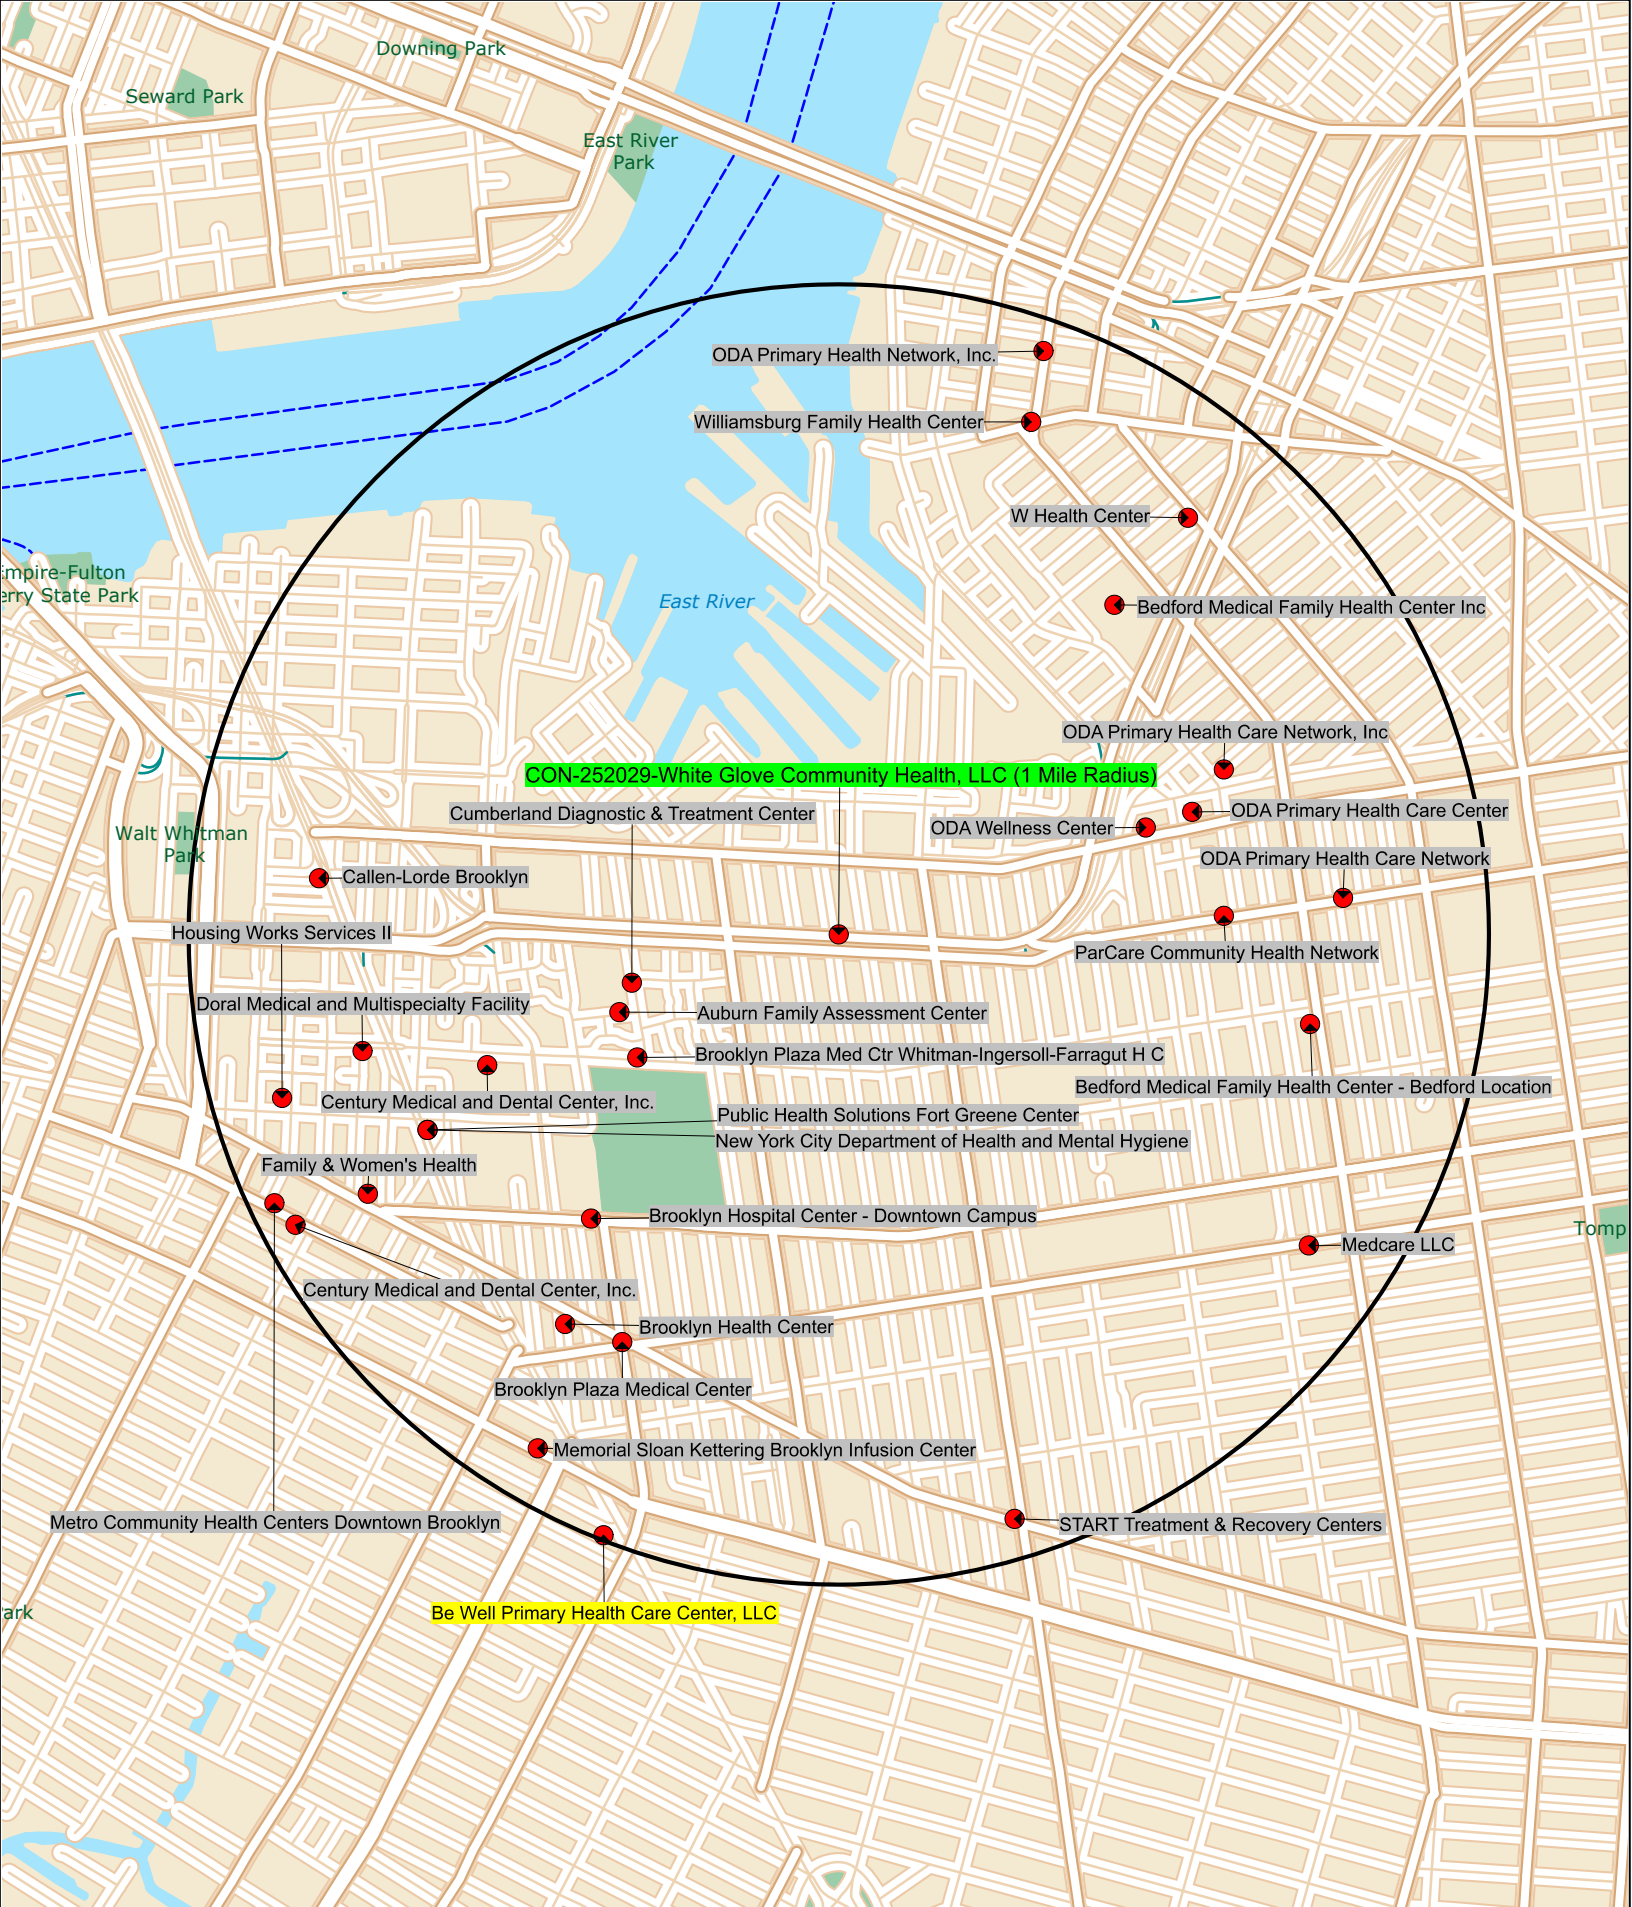 Downing Park
Seward Park
East River
Park
ODA Primary Health Network, Inc.
Williamsburg Family Health Center
W Health Center
Empire-Fulton
erry State Park
East River
Bedford Medical Family Health Center Inc
ODA Primary Health Care Network, Inc
CON-252029-White Glove Community Health, LLC (1 Mile Radius)
Cumberland Diagnostic & Treatment Center
ODA Primary Health Care Center
ODA Wellness Center
Walt Whitman
Park
ODA Primary Health Care Network
Callen-Lorde Brooklyn
Housing Works Services II
ParCare Community Health Network
Doral Medical and Multispecialty Facility
Auburn Family Assessment Center
Brooklyn Plaza Med Ctr Whitman-Ingersoll-Farragut H C
Bedford Medical Family Health Center - Bedford Location
Century Medical and Dental Center, Inc.
Public Health Solutions Fort Greene Center
New York City Department of Health and Mental Hygiene
Family & Women's Health
Brooklyn Hospital Center - Downtown Campus
Tomp
Medcare LLC
Century Medical and Dental Center, Inc.
Brooklyn Health Center
Brooklyn Plaza Medical Center
Memorial Sloan Kettering Brooklyn Infusion Center
Metro Community Health Centers Downtown Brooklyn
START Treatment & Recovery Centers
Be Well Primary Health Care Center, LLC
ark